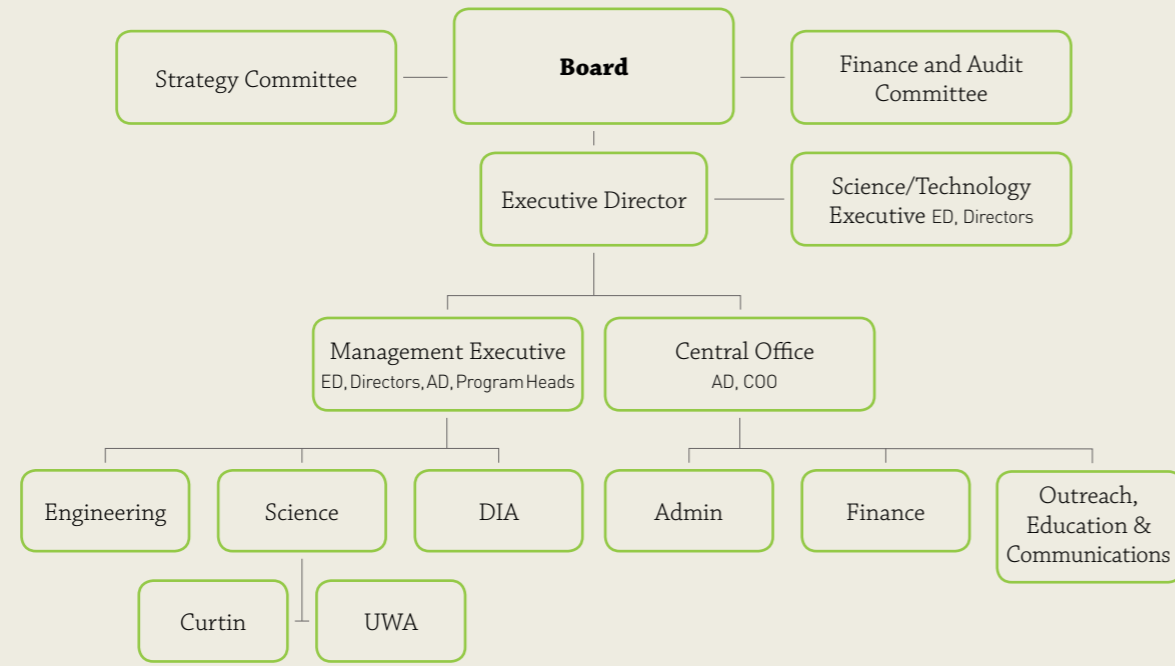 Board
Strategy Committee
Finance and Audit
Committee
Executive Director
Science/Technology
Executive ED, Directors
Management Executive
ED, Directors, AD, Program Heads
Central Office
AD, COO
Engineering
Science
DIA
Admin
Finance
Outreach,
Education &
Communications
Curtin
UWA